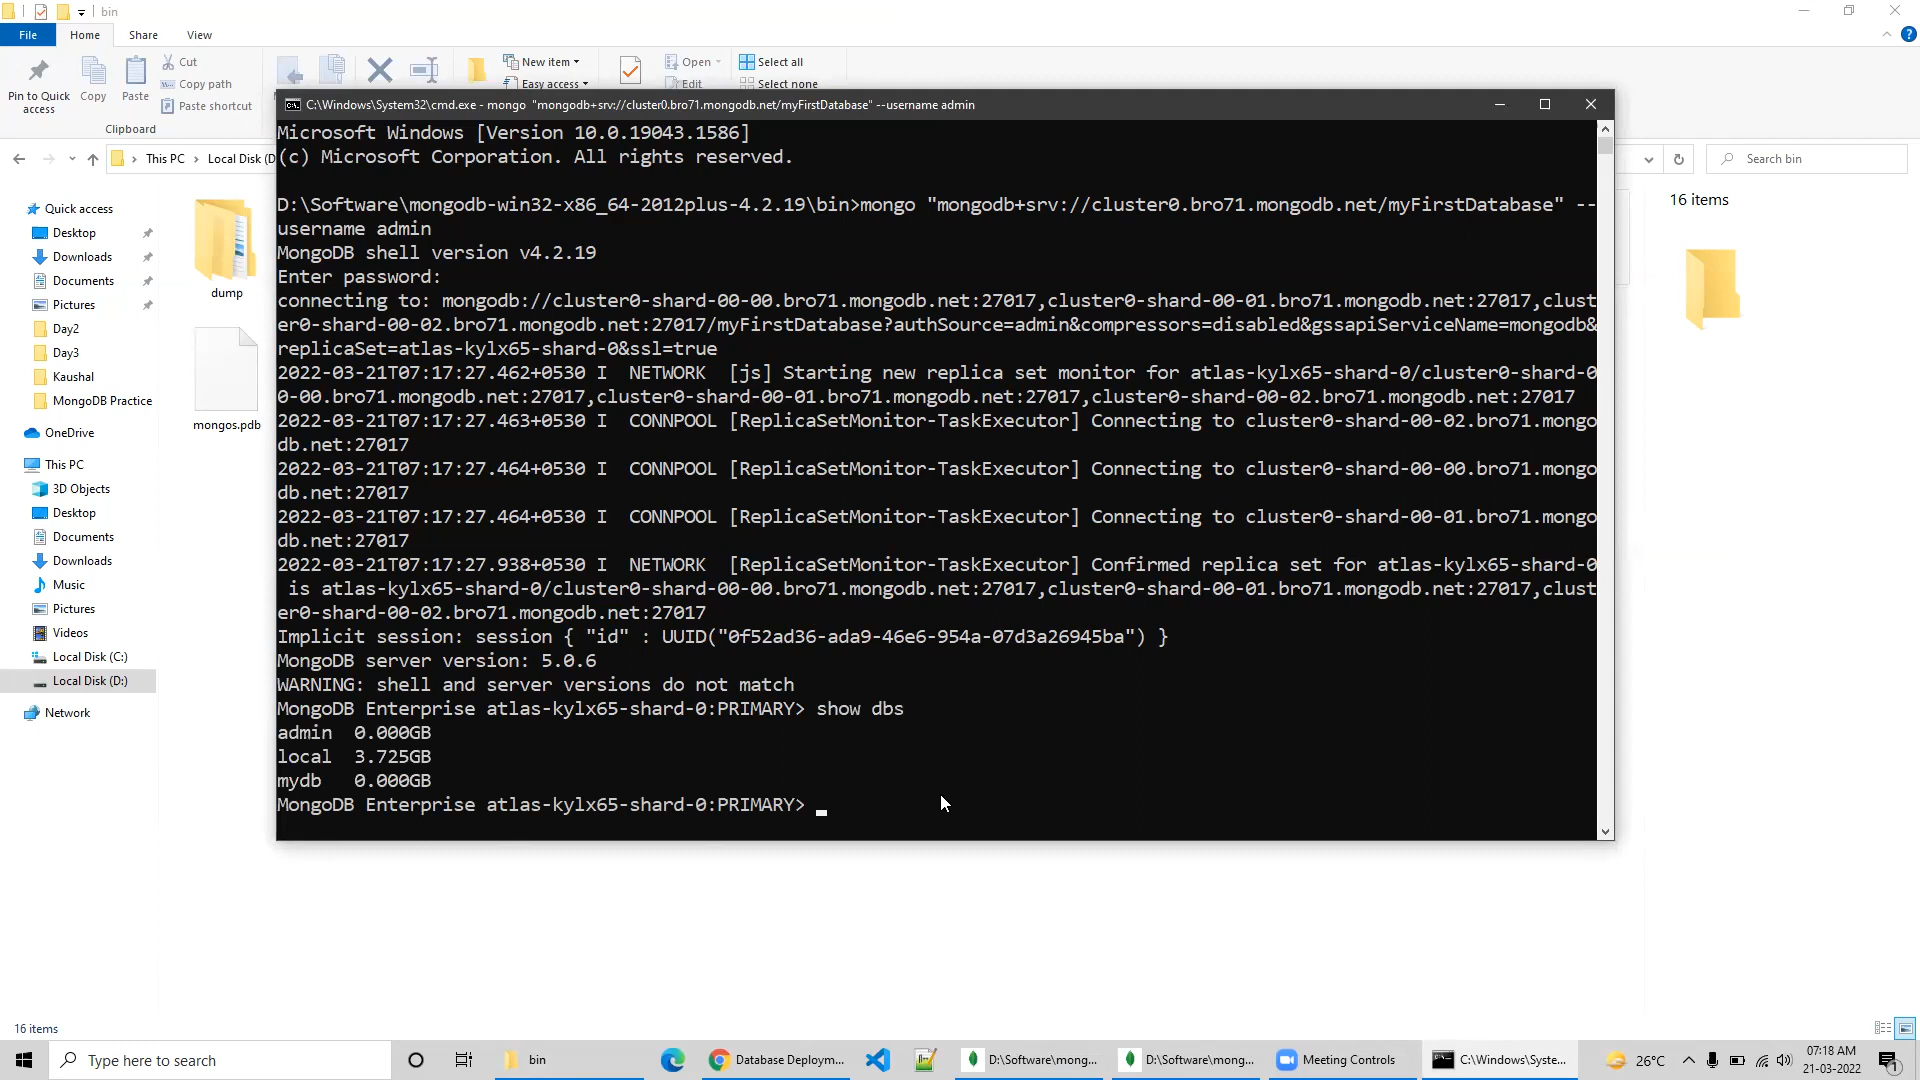 bin
File
Home
Share
View
Pin to Quick access
Copy
Paste
Cut
Copy path
Paste shortcut
Clipboard
New item
Easy access
Open
Edit
Select all
Select none
C:\Windows\System32\cmd.exe - mongo "mongodb+srv://cluster0.bro71.mongodb.net/myFirstDatabase" --username admin
This PC
Local Disk (D
Search bin
Microsoft Windows [Version 10.0.19043.1586]
(c) Microsoft Corporation. All rights reserved.
D:\Software\mongodb-win32-x86_64-2012plus-4.2.19\bin>mongo "mongodb+srv://cluster0.bro71.mongodb.net/myFirstDatabase" --
username admin
MongoDB shell version v4.2.19
Enter password:
connecting to: mongodb://cluster0-shard-00-00.bro71.mongodb.net:27017,cluster0-shard-00-01.bro71.mongodb.net:27017,clust
er0-shard-00-02.bro71.mongodb.net:27017/myFirstDatabase?authSource=admin&compressors=disabled&gssapiServiceName=mongodb&
replicaSet=atlas-kylx65-shard-0&ssl=true
2022-03-21T07:17:27.462+0530 I  NETWORK  [js] Starting new replica set monitor for atlas-kylx65-shard-0/cluster0-shard-0
0-00.bro71.mongodb.net:27017,cluster0-shard-00-01.bro71.mongodb.net:27017,cluster0-shard-00-02.bro71.mongodb.net:27017
2022-03-21T07:17:27.463+0530 I  CONNPOOL [ReplicaSetMonitor-TaskExecutor] Connecting to cluster0-shard-00-02.bro71.mongo
db.net:27017
2022-03-21T07:17:27.464+0530 I  CONNPOOL [ReplicaSetMonitor-TaskExecutor] Connecting to cluster0-shard-00-00.bro71.mongo
db.net:27017
2022-03-21T07:17:27.464+0530 I  CONNPOOL [ReplicaSetMonitor-TaskExecutor] Connecting to cluster0-shard-00-01.bro71.mongo
db.net:27017
2022-03-21T07:17:27.938+0530 I  NETWORK  [ReplicaSetMonitor-TaskExecutor] Confirmed replica set for atlas-kylx65-shard-0
 is atlas-kylx65-shard-0/cluster0-shard-00-00.bro71.mongodb.net:27017,cluster0-shard-00-01.bro71.mongodb.net:27017,clust
er0-shard-00-02.bro71.mongodb.net:27017
Implicit session: session { "id" : UUID("0f52ad36-ada9-46e6-954a-07d3a26945ba") }
MongoDB server version: 5.0.6
WARNING: shell and server versions do not match
MongoDB Enterprise atlas-kylx65-shard-0:PRIMARY> show dbs
admin  0.000GB
local  3.725GB
mydb   0.000GB
MongoDB Enterprise atlas-kylx65-shard-0:PRIMARY>
Quick access
Desktop
Downloads
Documents
Pictures
Day2
Day3
Kaushal
MongoDB Practice
OneDrive
This PC
3D Objects
Desktop
Documents
Downloads
Music
Pictures
Videos
Local Disk (C:)
Local Disk (D:)
Network
dump
mongos.pdb
16 items
16 items
Type here to search
bin
Database Deploym...
D:\Software\mong...
D:\Software\mong...
Meeting Controls
C:\Windows\Syste...
26°C
07:18 AM
21-03-2022
1